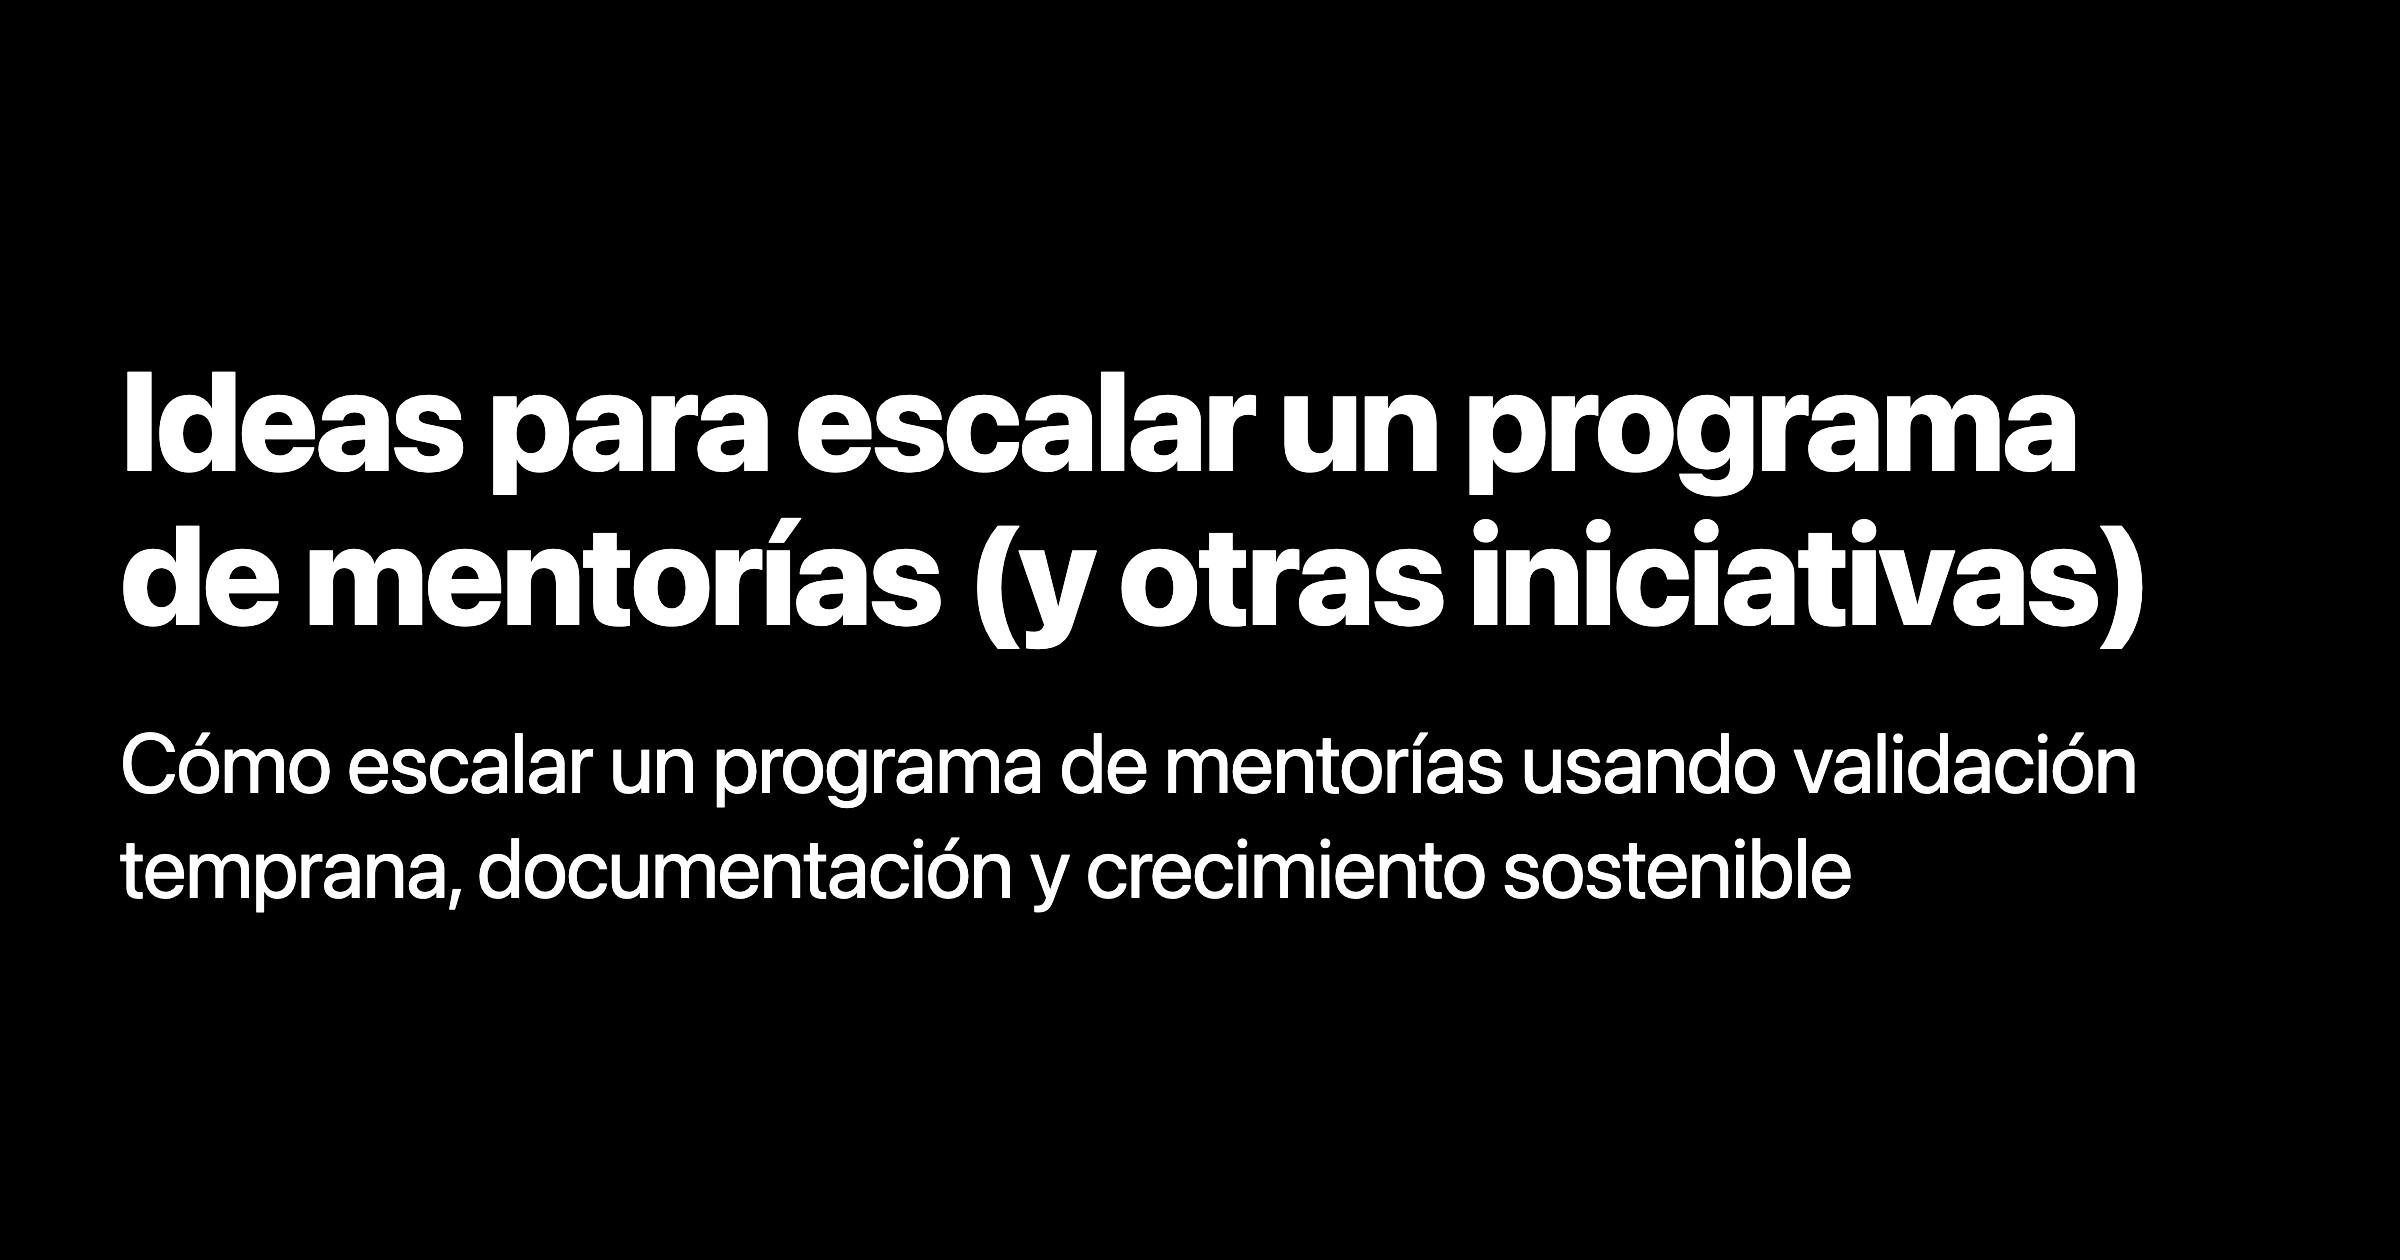 Ideas para escalar un programa
de mentorías (y otras iniciativas)
Cómo escalar un programa de mentorías usando validación
temprana, documentación y crecimiento sostenible